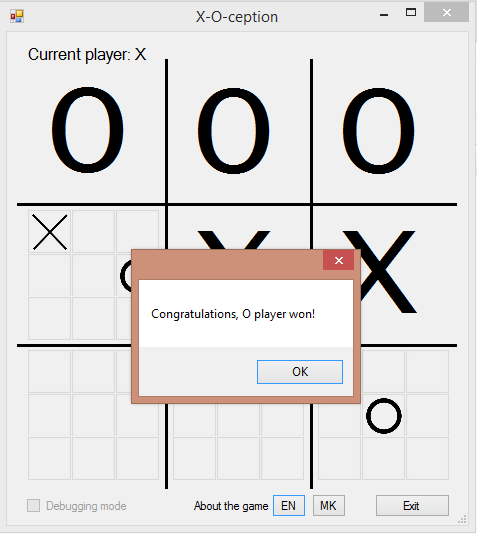 X-O-ception
Current player: X
O O O
X
X X
O
Congratulations, O player won!
OK
O
Debugging mode About the game EN MK Exit